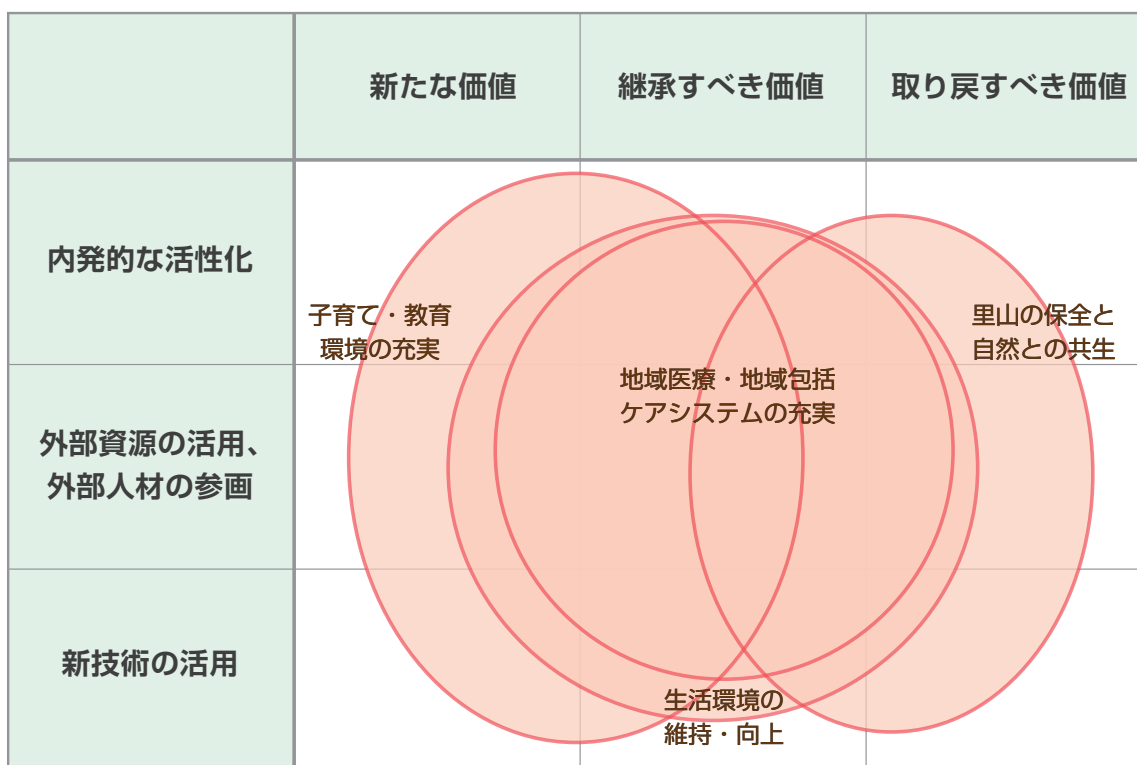 新たな価値
継承すべき価値
取り戻すべき価値
内発的な活性化
子育て・教育
環境の充実
里山の保全と
自然との共生
地域医療・地域包括
ケアシステムの充実
外部資源の活用、
外部人材の参画
新技術の活用
生活環境の
維持・向上